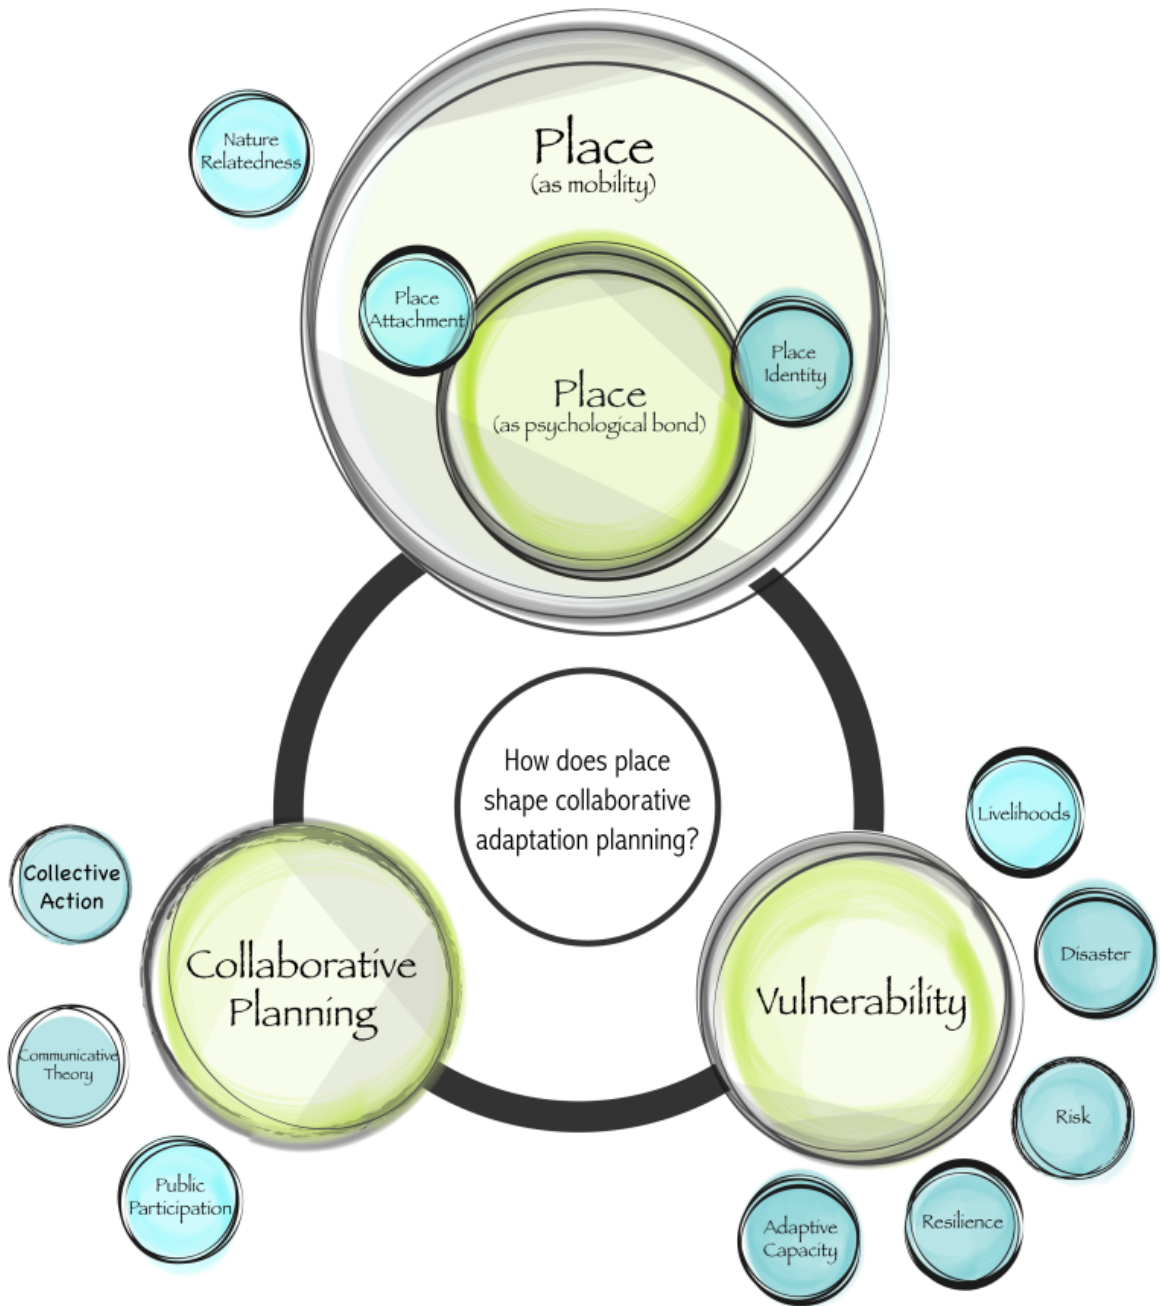 Nature
Relatedness
Place
(as mobility)
Place
Attachment
Place
Identity
Place
(as psychological bond)
How does place
shape collaborative
adaptation planning?
Collective
Action
Collaborative
Planning
Communicative
Theory
Public
Participation
Vulnerability
Livelihoods
Disaster
Risk
Resilience
Adaptive
Capacity